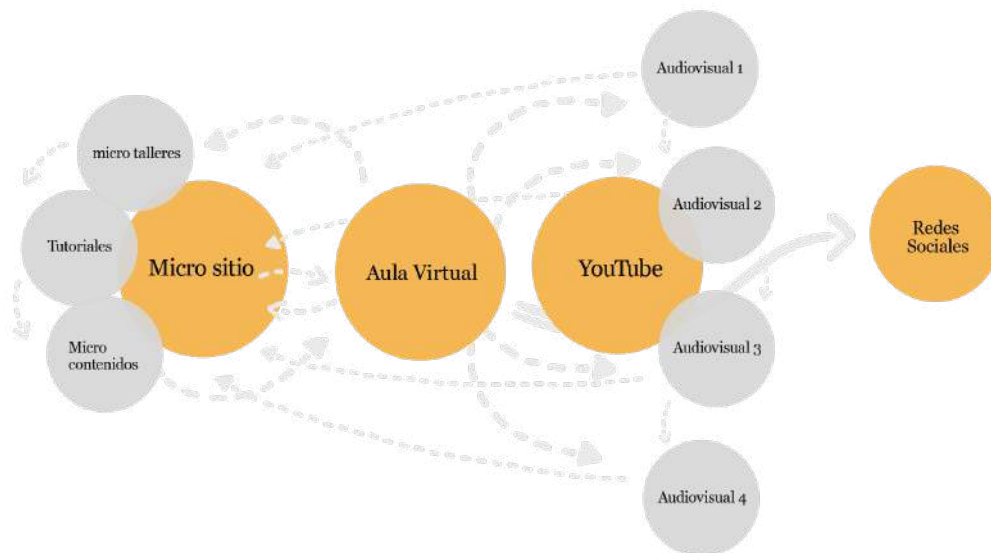 Audiovisual 1
micro talleres
Audiovisual 2
Tutoriales
Micro sitio
Aula Virtual
YouTube
Redes
Sociales
Micro
contenidos
Audiovisual 3
Audiovisual 4